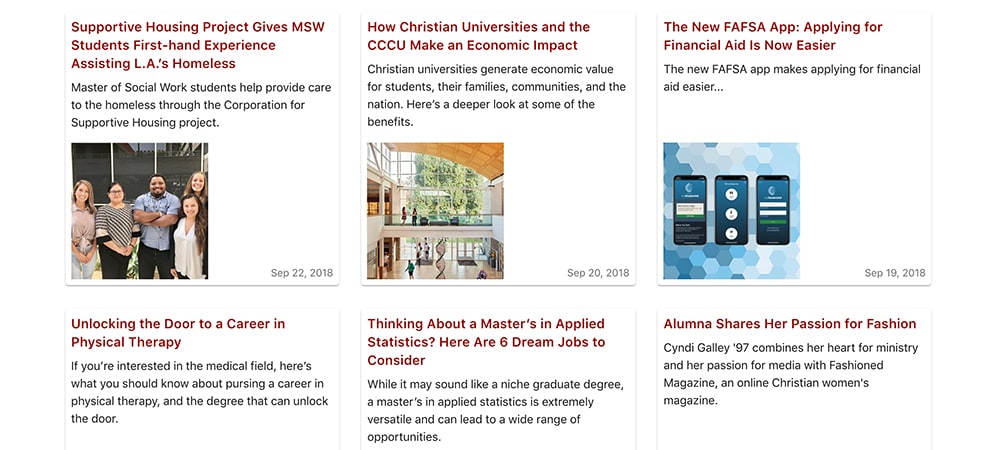 Supportive Housing Project Gives MSW
Students First-hand Experience
Assisting L.A.’s Homeless
Master of Social Work students help provide care
to the homeless through the Corporation for
Supportive Housing project.
Sep 22, 2018
How Christian Universities and the
CCCU Make an Economic Impact
Christian universities generate economic value
for students, their families, communities, and the
nation. Here’s a deeper look at some of the
benefits.
Sep 20, 2018
The New FAFSA App: Applying for
Financial Aid Is Now Easier
The new FAFSA app makes applying for financial
aid easier...
Sep 19, 2018
Unlocking the Door to a Career in
Physical Therapy
If you’re interested in the medical field, here’s
what you should know about pursing a career in
physical therapy, and the degree that can unlock
the door.
Thinking About a Master’s in Applied
Statistics? Here Are 6 Dream Jobs to
Consider
While it may sound like a niche graduate degree,
a master’s in applied statistics is extremely
versatile and can lead to a wide range of
opportunities.
Alumna Shares Her Passion for Fashion
Cyndi Galley '97 combines her heart for ministry
and her passion for media with Fashioned
Magazine, an online Christian women's
magazine.